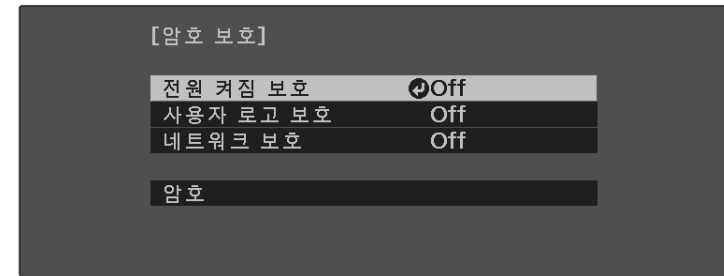 [암호 보호]
전원 켜짐 보호 Off
사용자 로고 보호 Off
네트워크 보호 Off
암호